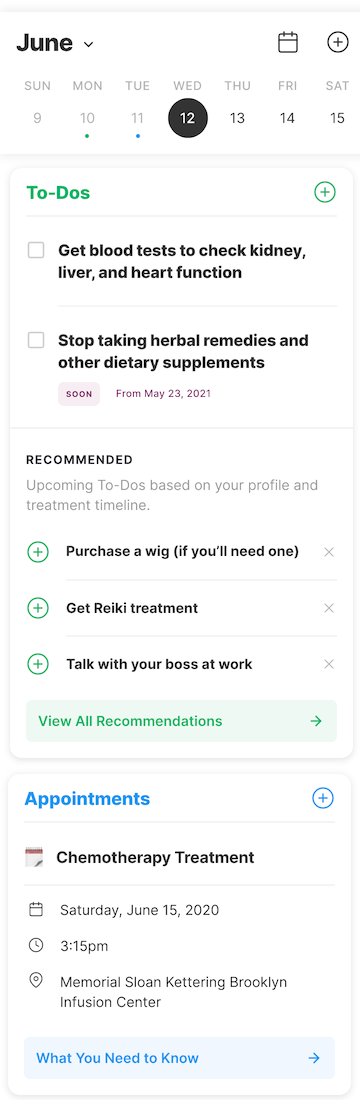 June
SUN MON TUE WED THU FRI SAT
9 10 11 12 13 14 15
To-Dos
Get blood tests to check kidney,
liver, and heart function
Stop taking herbal remedies and
other dietary supplements
SOON From May 23, 2021
RECOMMENDED
Upcoming To-Dos based on your profile and
treatment timeline.
Purchase a wig (if you’ll need one)
Get Reiki treatment
Talk with your boss at work
View All Recommendations
Appointments
Chemotherapy Treatment
Saturday, June 15, 2020
3:15pm
Memorial Sloan Kettering Brooklyn
Infusion Center
What You Need to Know